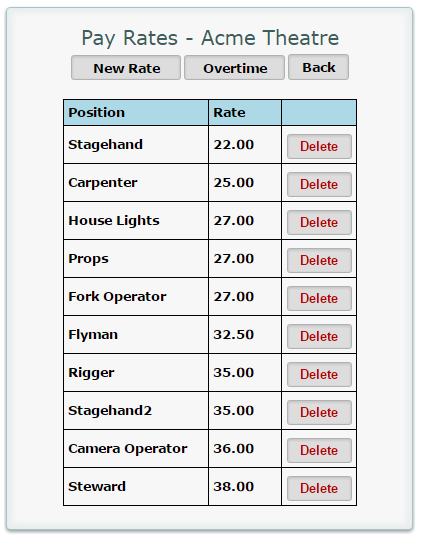 Pay Rates - Acme Theatre
New Rate Overtime Back
Position Rate
Stagehand 22.00 Delete
Carpenter 25.00 Delete
House Lights 27.00 Delete
Props 27.00 Delete
Fork Operator 27.00 Delete
Flyman 32.50 Delete
Rigger 35.00 Delete
Stagehand2 35.00 Delete
Camera Operator 36.00 Delete
Steward 38.00 Delete